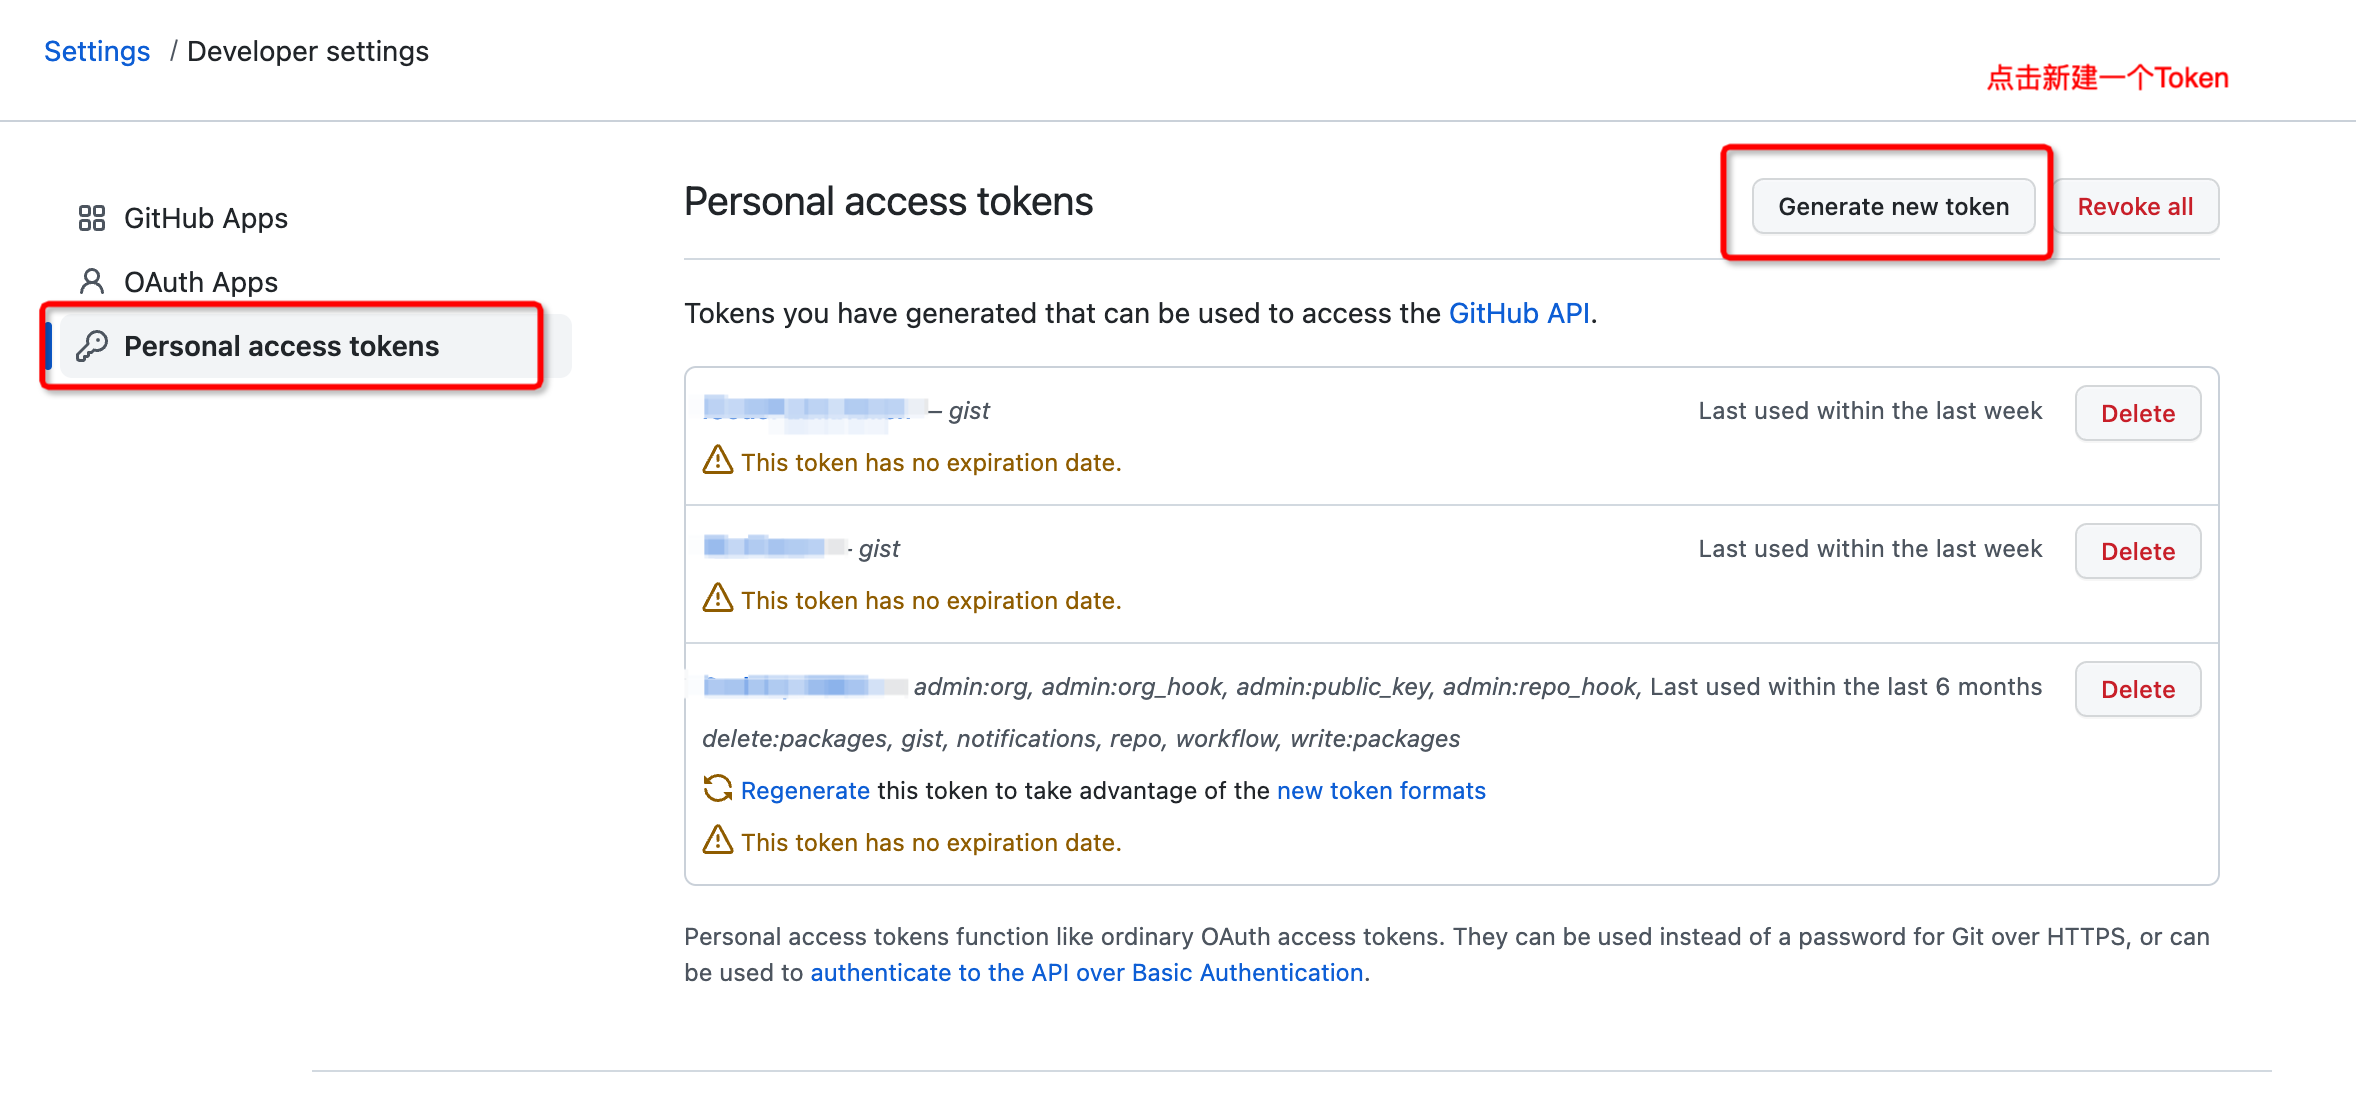 Settings / Developer settings
点击新建一个Token
GitHub Apps
OAuth Apps
Personal access tokens
Personal access tokens
Generate new token
Revoke all
Tokens you have generated that can be used to access the GitHub API.
– gist
Last used within the last week
Delete
This token has no expiration date.
gist
Last used within the last week
Delete
This token has no expiration date.
admin:org, admin:org_hook, admin:public_key, admin:repo_hook,
Last used within the last 6 months
Delete
delete:packages, gist, notifications, repo, workflow, write:packages
Regenerate this token to take advantage of the new token formats
This token has no expiration date.
Personal access tokens function like ordinary OAuth access tokens. They can be used instead of a password for Git over HTTPS, or can
be used to authenticate to the API over Basic Authentication.